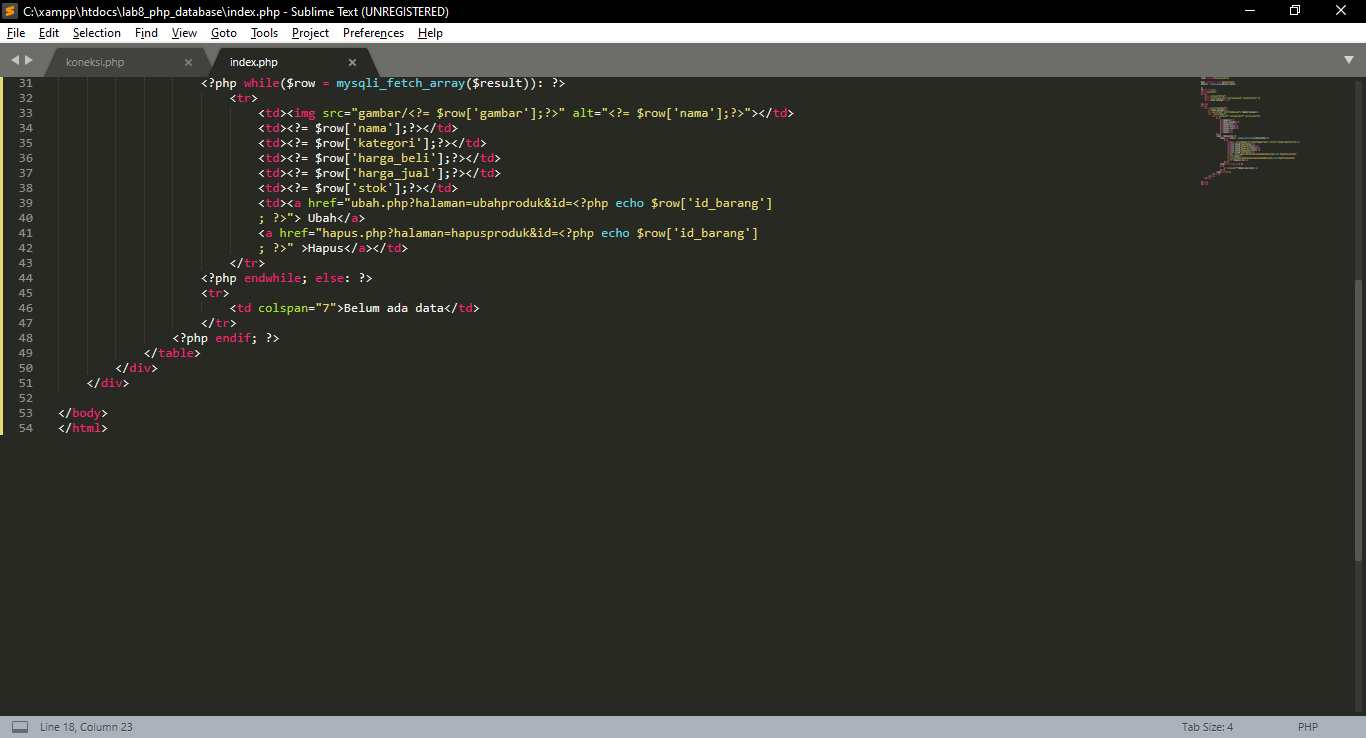 C:\xampp\htdocs\lab8_php_database\index.php - Sublime Text (UNREGISTERED)
File Edit Selection Find View Goto Tools Project Preferences Help
koneksi.php × index.php ×
31 <?php while($row = mysqli_fetch_array($result)): ?>
32 <tr>
33 <td><img src="gambar/<?= $row['gambar'];?>" alt="<?= $row['nama'];?>"></td>
34 <td><?= $row['nama'];?></td>
35 <td><?= $row['kategori'];?></td>
36 <td><?= $row['harga_beli'];?></td>
37 <td><?= $row['harga_jual'];?></td>
38 <td><?= $row['stok'];?></td>
39 <td><a href="ubah.php?halaman=ubahproduk&id=<?php echo $row['id_barang']
40 ; ?>"> Ubah</a>
41 <a href="hapus.php?halaman=hapusproduk&id=<?php echo $row['id_barang']
42 ; ?>" >Hapus</a></td>
43 </tr>
44 <?php endwhile; else: ?>
45 <tr>
46 <td colspan="7">Belum ada data</td>
47 </tr>
48 <?php endif; ?>
49 </table>
50 </div>
51 </div>
52
53 </body>
54 </html>
Line 18, Column 23 Tab Size: 4 PHP